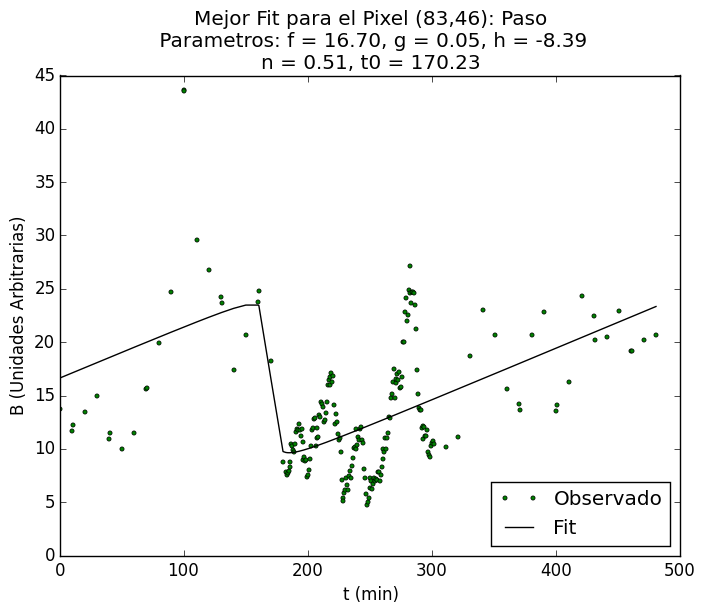 Mejor Fit para el Pixel (83,46): Paso
Parametros: f = 16.70, g = 0.05, h = -8.39
n = 0.51, t0 = 170.23
45
40
35
30
25
20
15
10
5
0
B (Unidades Arbitrarias)
Observado
Fit
0 100 200 300 400 500
t (min)